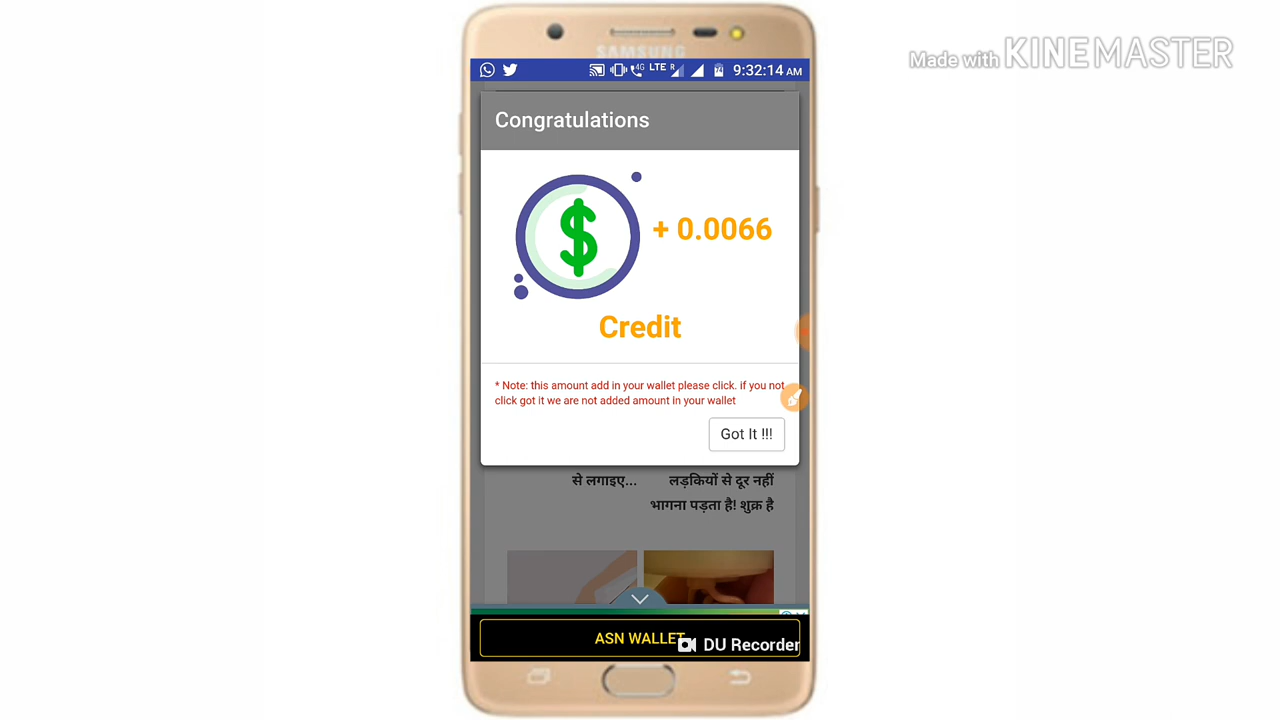 Made with KINEMASTER
SAMSUNG
4G LTE R 74 9:32:14 AM
Congratulations
$ + 0.0066
Credit
* Note: this amount add in your wallet please click. if you not
click got it we are not added amount in your wallet
Got It !!!
से लगाइए...
लड़कियों से दूर नहीं
भागना पड़ता है! शुक्र है
ASN WALLET
DU Recorder